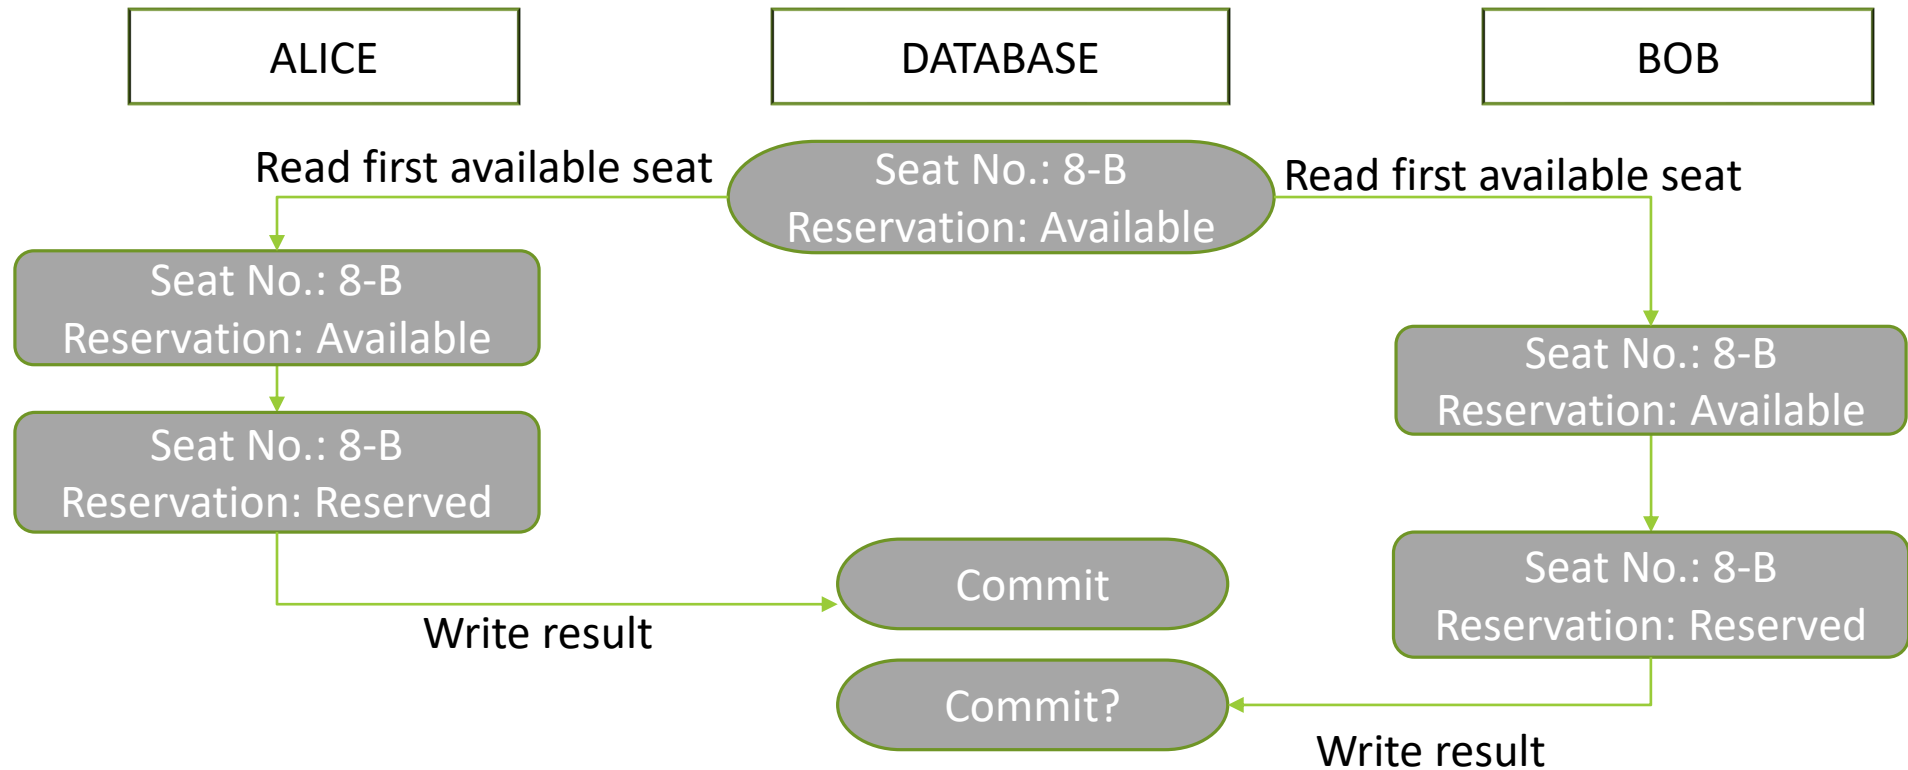 ALICE
DATABASE
BOB
Read first available seat
Seat No.: 8-B
Reservation: Available
Read first available seat
Seat No.: 8-B
Reservation: Available
Seat No.: 8-B
Reservation: Available
Seat No.: 8-B
Reservation: Reserved
Seat No.: 8-B
Reservation: Reserved
Commit
Write result
Commit?
Write result